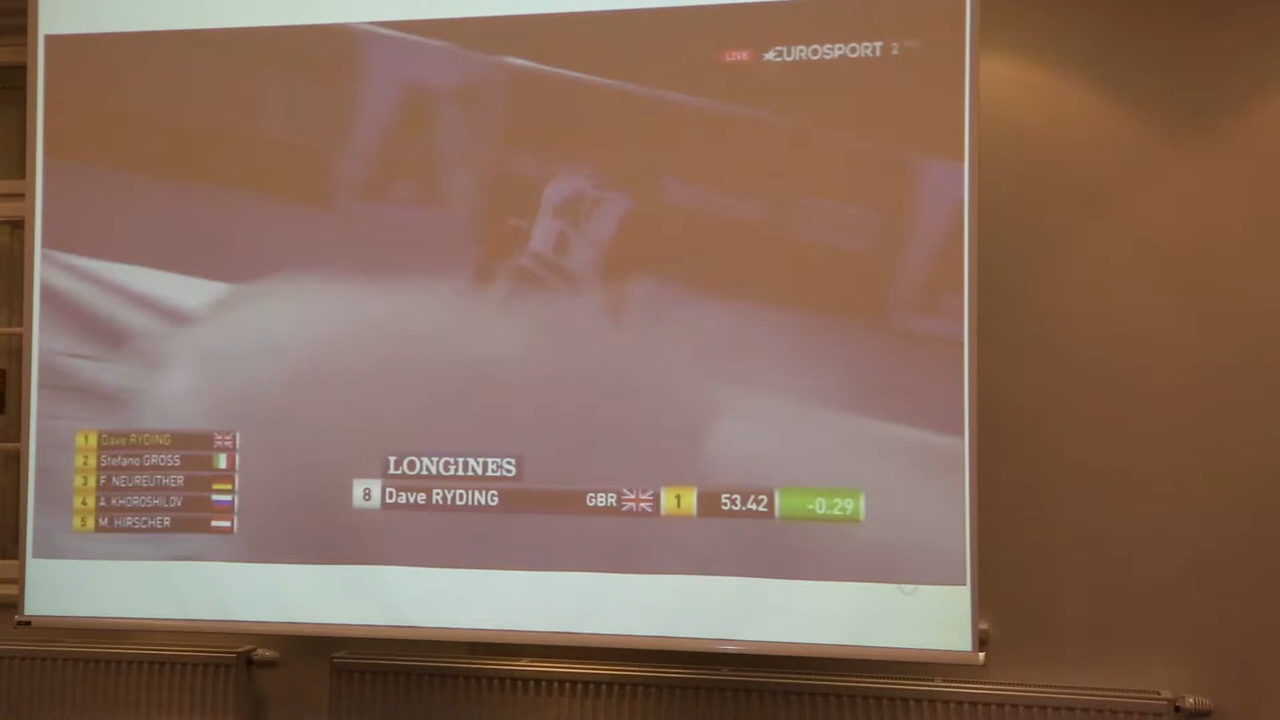 LIVE EUROSPORT 2
1 Dave RYDING
2 Stefano GROSS
3 F. NEUREUTHER
4 A. KHOROSHILOV
5 M. HIRSCHER
LONGINES
8 Dave RYDING GBR 1 53.42 -0.29